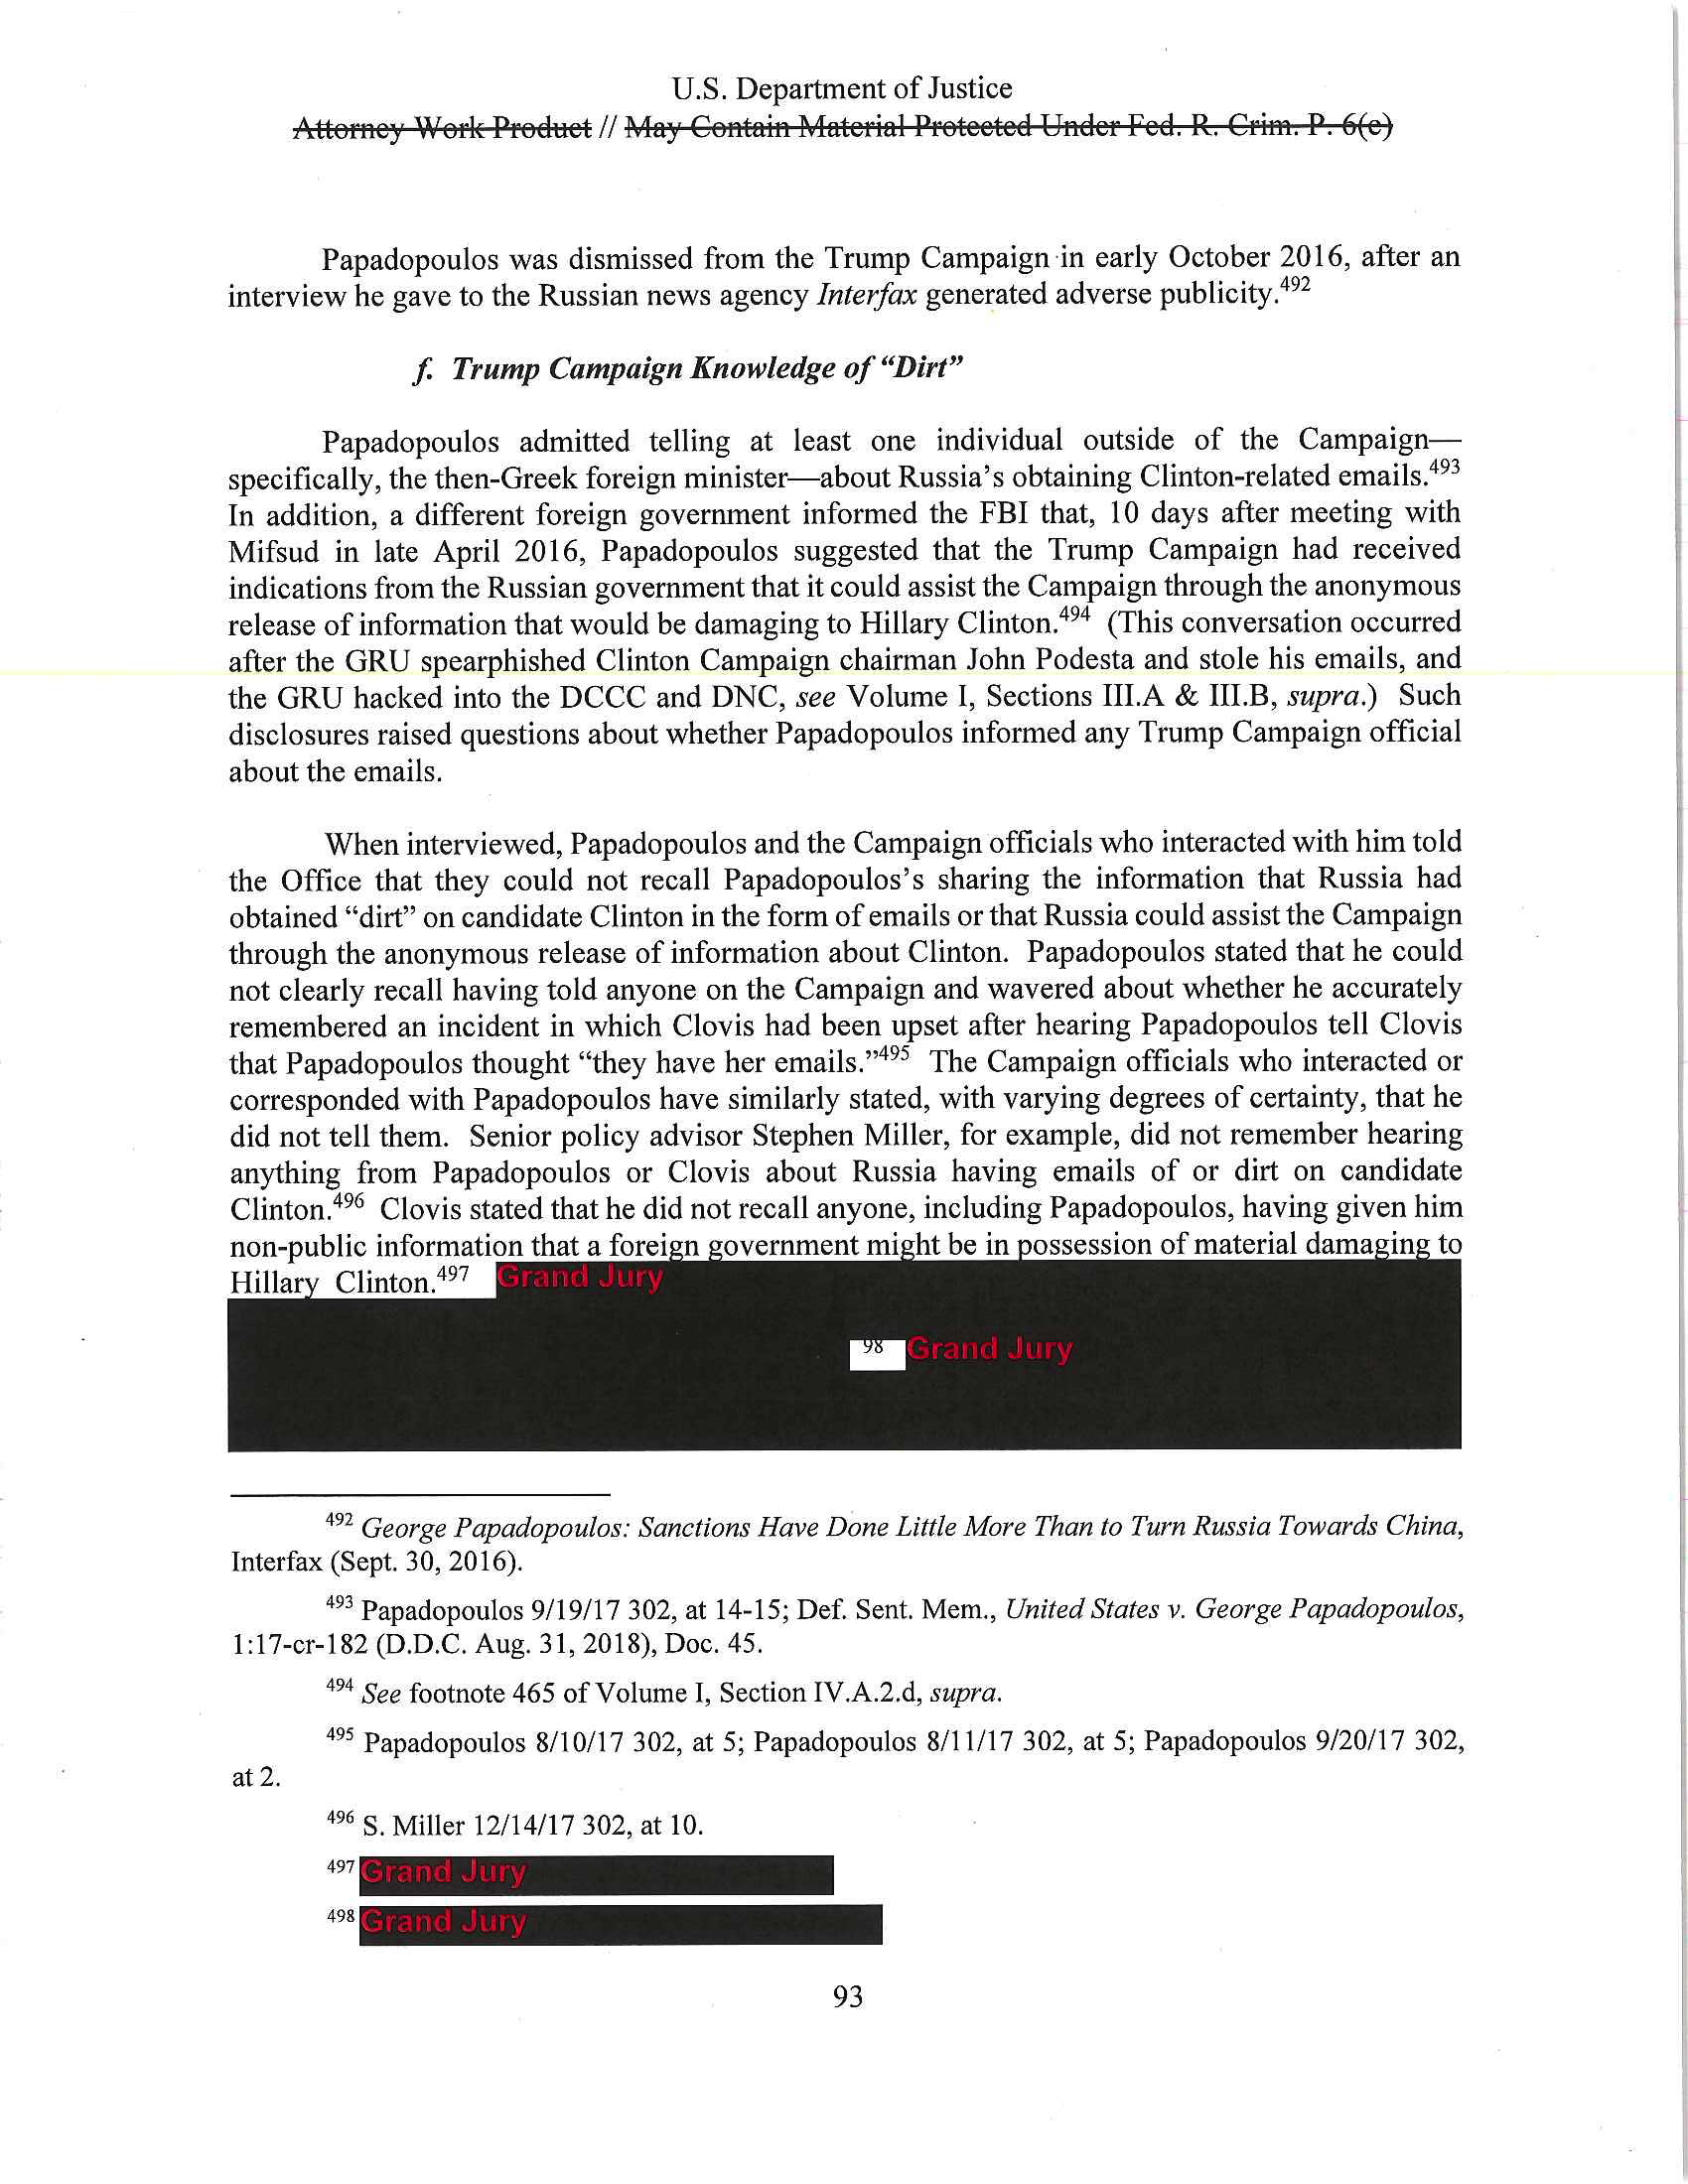 U.S. Department of Justice
Attorney Work Product // May Contain Material Protected Under Fed. R. Crim. P. 6(e)
Papadopoulos was dismissed from the Trump Campaign in early October 2016, after an
interview he gave to the Russian news agency Interfax generated adverse publicity.492
f. Trump Campaign Knowledge of “Dirt”
Papadopoulos admitted telling at least one individual outside of the Campaign—
specifically, the then-Greek foreign minister—about Russia’s obtaining Clinton-related emails.493
In addition, a different foreign government informed the FBI that, 10 days after meeting with
Mifsud in late April 2016, Papadopoulos suggested that the Trump Campaign had received
indications from the Russian government that it could assist the Campaign through the anonymous
release of information that would be damaging to Hillary Clinton.494 (This conversation occurred
after the GRU spearphished Clinton Campaign chairman John Podesta and stole his emails, and
the GRU hacked into the DCCC and DNC, see Volume I, Sections III.A & III.B, supra.) Such
disclosures raised questions about whether Papadopoulos informed any Trump Campaign official
about the emails.
When interviewed, Papadopoulos and the Campaign officials who interacted with him told
the Office that they could not recall Papadopoulos’s sharing the information that Russia had
obtained “dirt” on candidate Clinton in the form of emails or that Russia could assist the Campaign
through the anonymous release of information about Clinton. Papadopoulos stated that he could
not clearly recall having told anyone on the Campaign and wavered about whether he accurately
remembered an incident in which Clovis had been upset after hearing Papadopoulos tell Clovis
that Papadopoulos thought “they have her emails.”495 The Campaign officials who interacted or
corresponded with Papadopoulos have similarly stated, with varying degrees of certainty, that he
did not tell them. Senior policy advisor Stephen Miller, for example, did not remember hearing
anything from Papadopoulos or Clovis about Russia having emails of or dirt on candidate
Clinton.496 Clovis stated that he did not recall anyone, including Papadopoulos, having given him
non-public information that a foreign government might be in possession of material damaging to
Hillary Clinton.497 Grand Jury
98 Grand Jury
492 George Papadopoulos: Sanctions Have Done Little More Than to Turn Russia Towards China,
Interfax (Sept. 30, 2016).
493 Papadopoulos 9/19/17 302, at 14-15; Def. Sent. Mem., United States v. George Papadopoulos,
1:17-cr-182 (D.D.C. Aug. 31, 2018), Doc. 45.
494 See footnote 465 of Volume I, Section IV.A.2.d, supra.
495 Papadopoulos 8/10/17 302, at 5; Papadopoulos 8/11/17 302, at 5; Papadopoulos 9/20/17 302,
at 2.
496 S. Miller 12/14/17 302, at 10.
497 Grand Jury
498 Grand Jury
93